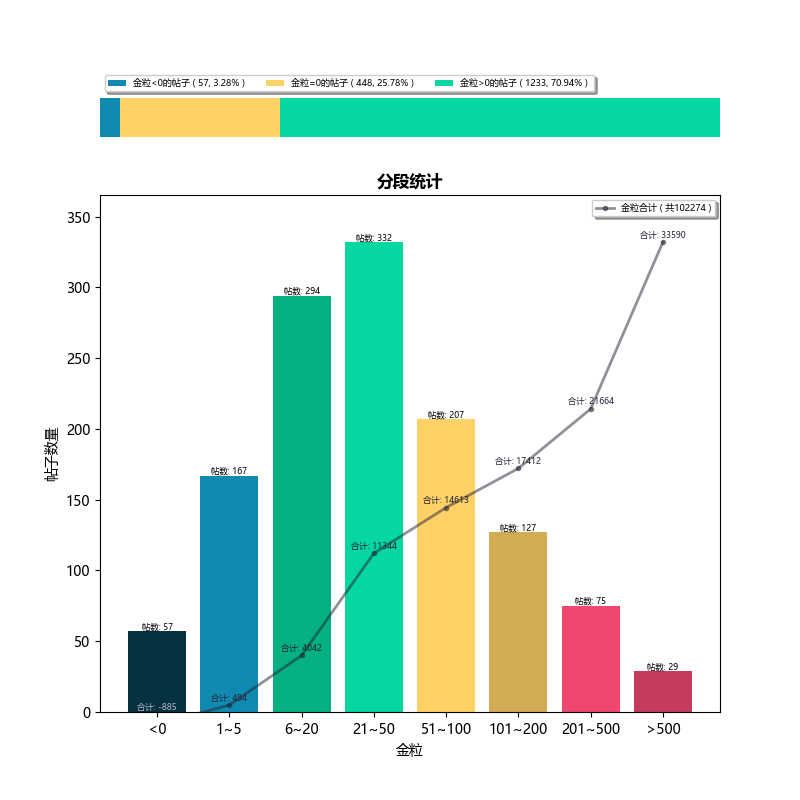 金粒<0的帖子 ( 57, 3.28% ) 金粒=0的帖子 ( 448, 25.78% ) 金粒>0的帖子 ( 1233, 70.94% )
分段统计
金粒合计 ( 共102274 )
350
300
250
200
150
100
50
0
帖子数量
帖数: 57
帖数: 167
帖数: 294
帖数: 332
帖数: 207
帖数: 127
帖数: 75
帖数: 29
合计: -885
合计: 494
合计: 4042
合计: 11344
合计: 14613
合计: 17412
合计: 21664
合计: 33590
<0 1~5 6~20 21~50 51~100 101~200 201~500 >500
金粒